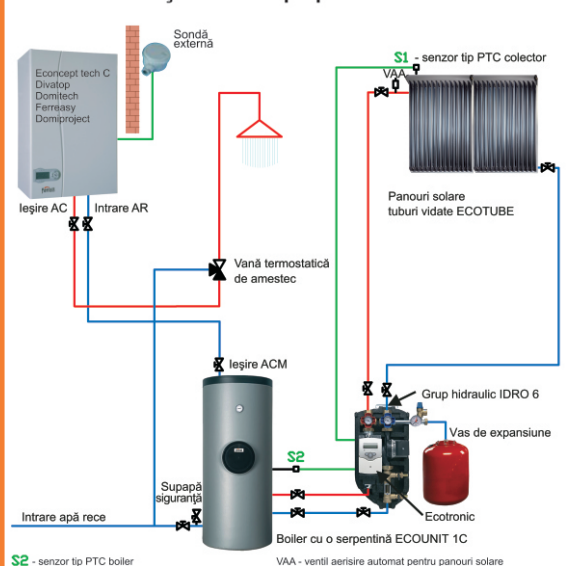 Sondă
externă
S1 - senzor tip PTC colector
VAA
Econcept tech C
Divatop
Domitech
Ferreasy
Domiproject
Ieşire AC
Intrare AR
Panouri solare
tuburi vidate ECOTUBE
Vană termostatică
de amestec
Ieşire ACM
Grup hidraulic IDRO 6
Vas de expansiune
S2
Supapă
siguranţă
Ecotronic
Intrare apă rece
Boiler cu o serpentină ECOUNIT 1C
S2 - senzor tip PTC boiler
VAA - ventil aerisire automat pentru panouri solare